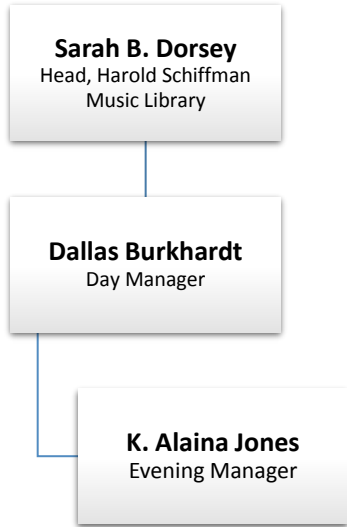 Sarah B. Dorsey
Head, Harold Schiffman
Music Library
Dallas Burkhardt
Day Manager
K. Alaina Jones
Evening Manager